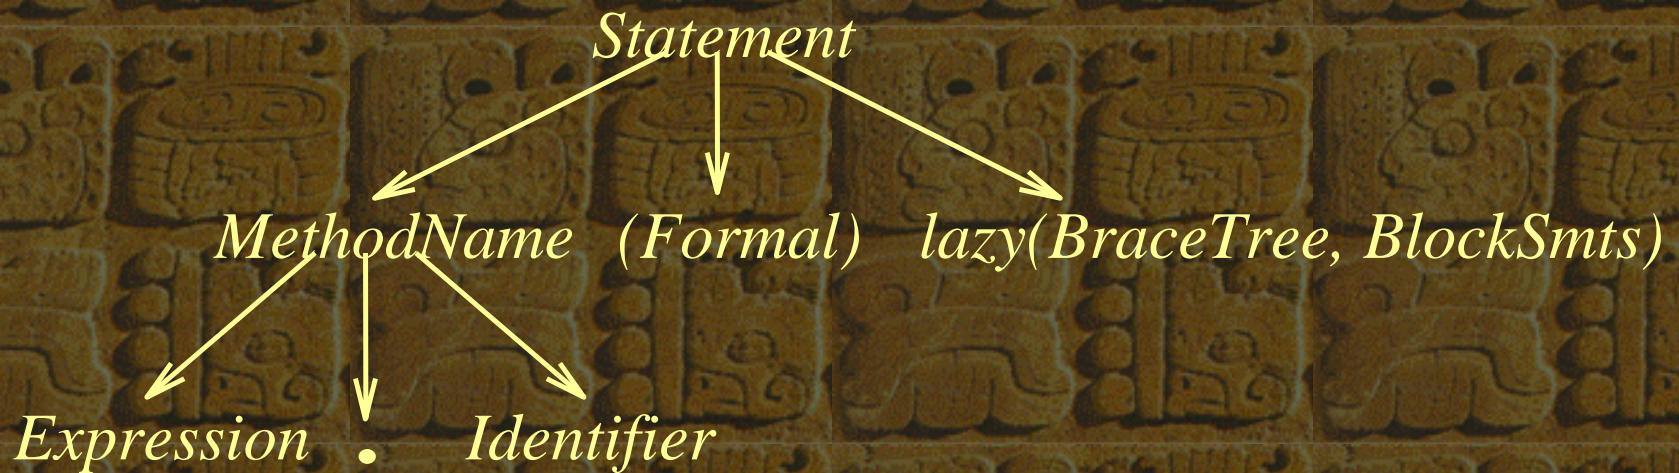 Statement
MethodName (Formal) lazy(BraceTree, BlockSmts)
Expression . Identifier